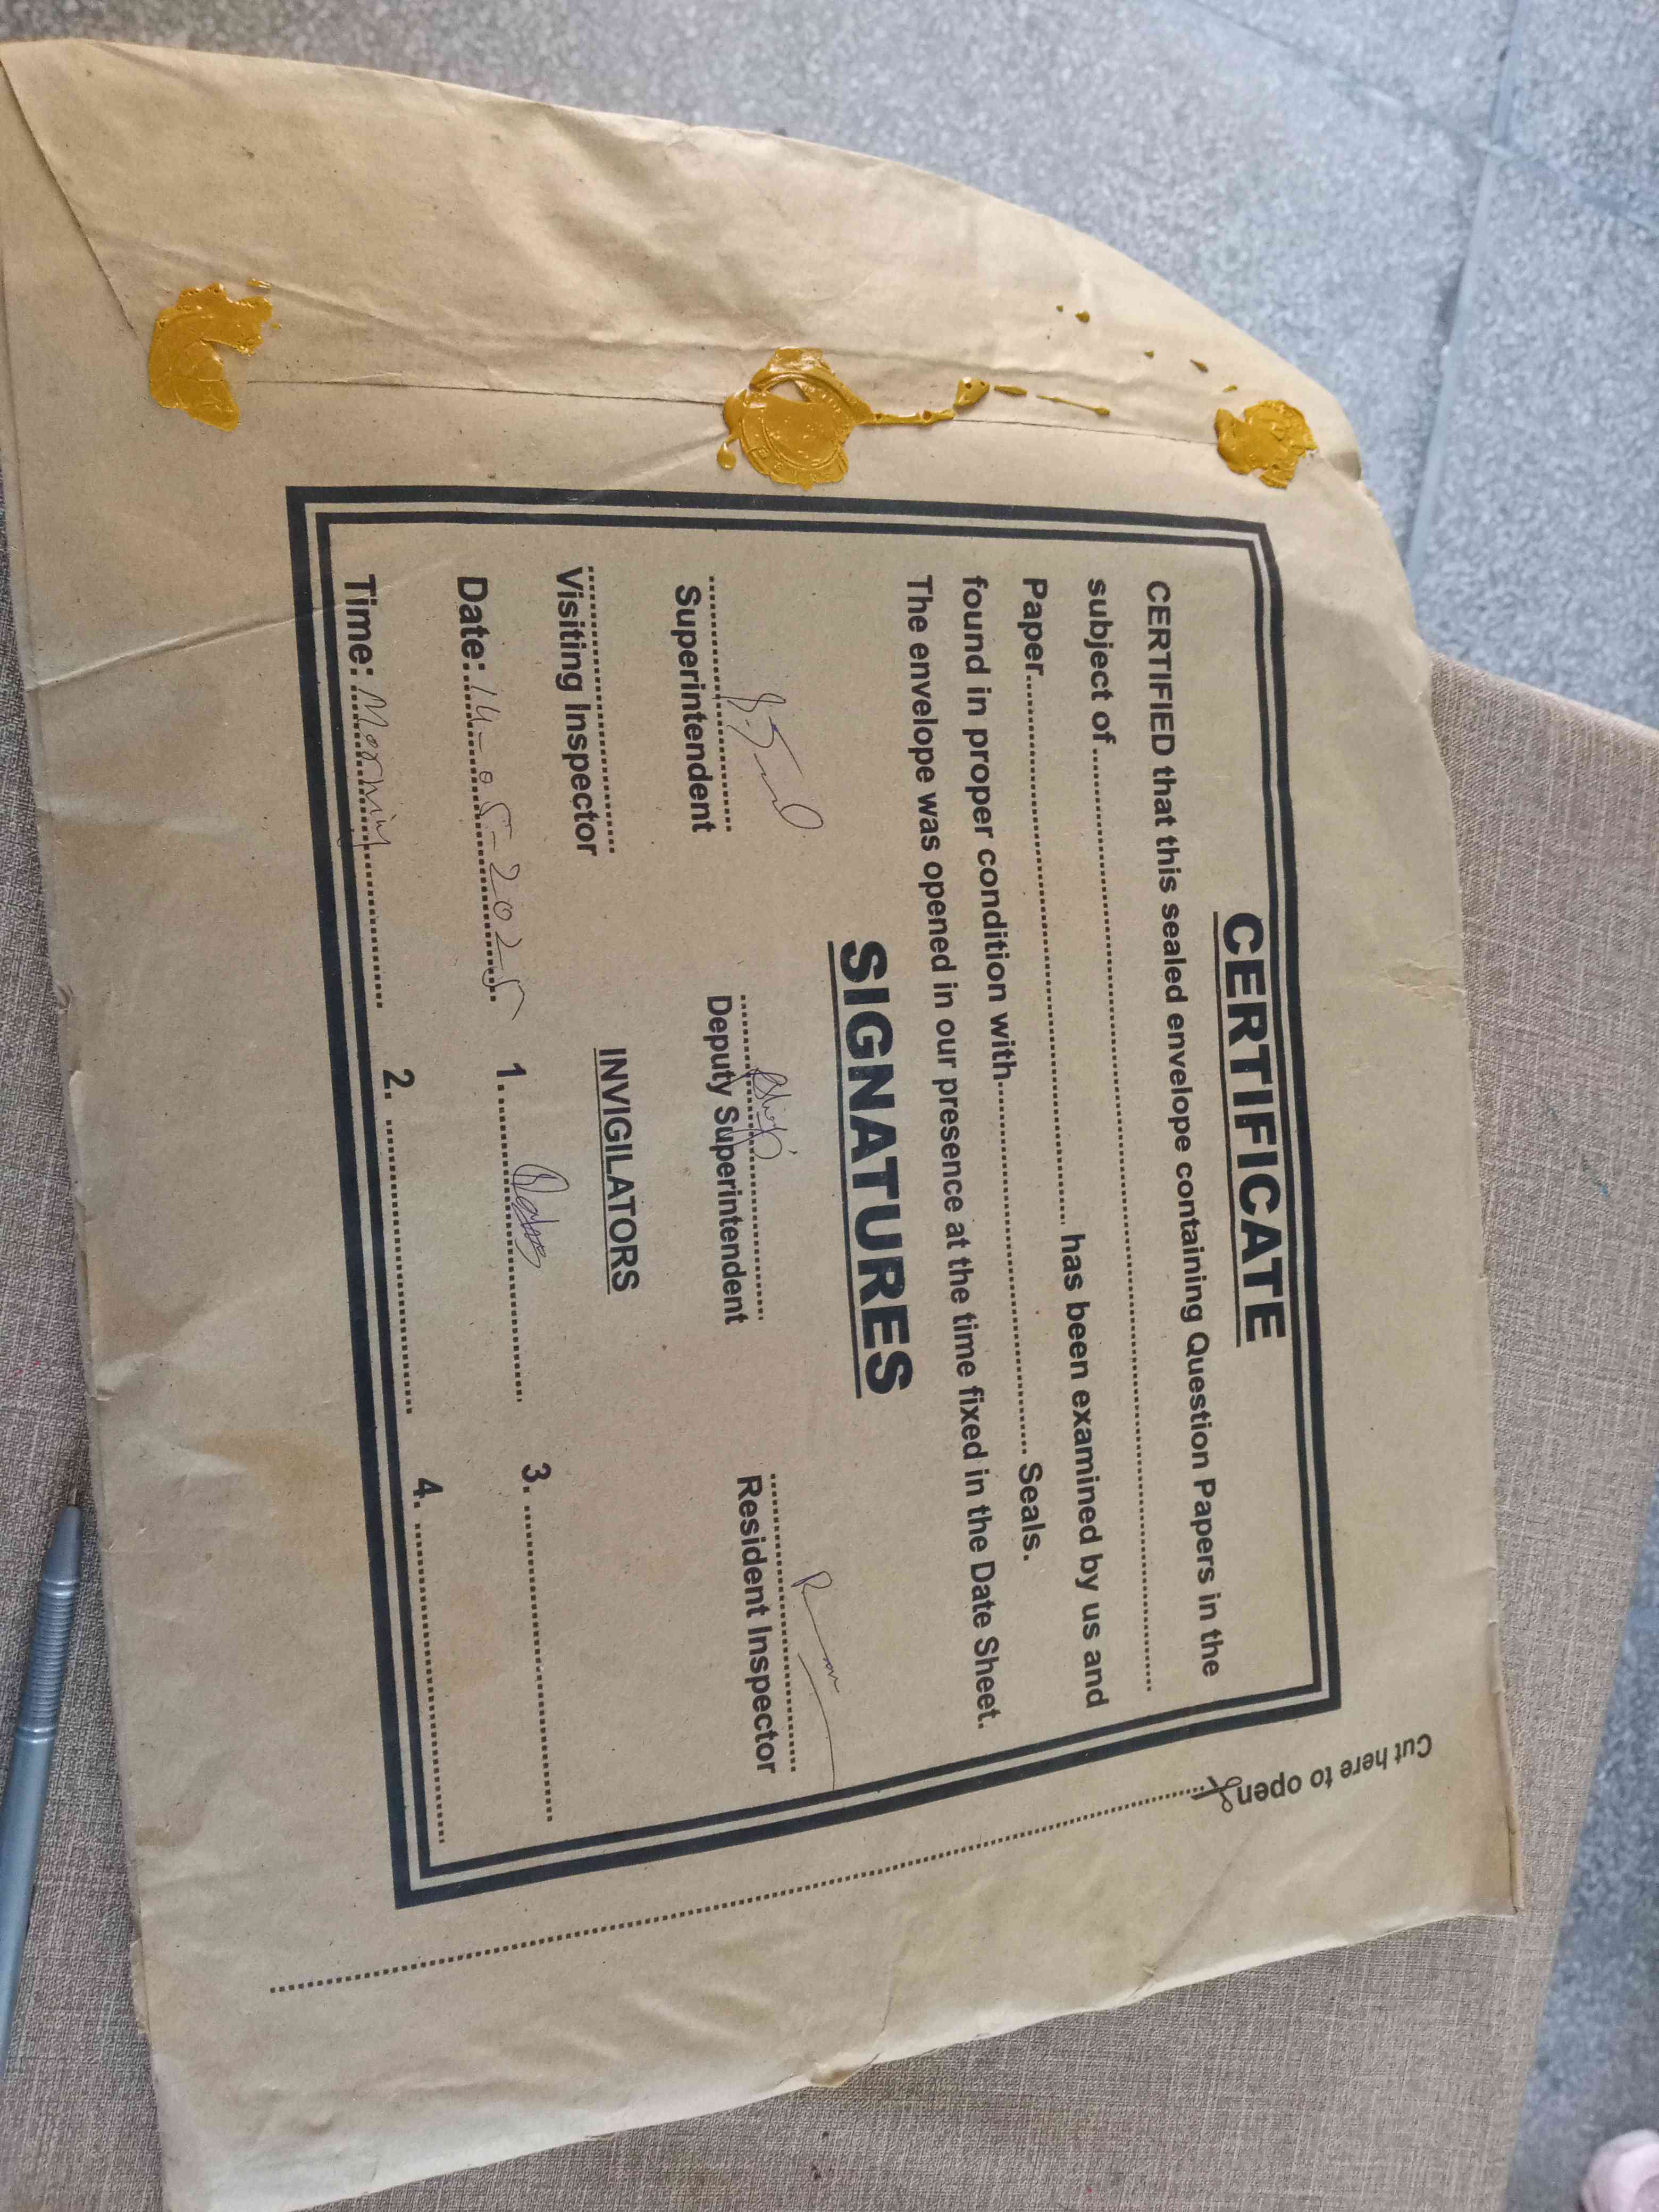 CERTIFICATE
CERTIFIED that this sealed envelope containing Question Papers in the
subject of........................................................................
Paper........................................................ has been examined by us and
found in proper condition with........................................ Seals.
The envelope was opened in our presence at the time fixed in the Date Sheet.
SIGNATURES
Superintendent
Deputy Superintendent
Resident Inspector
Visiting Inspector
INVIGILATORS
Date: 14-05-2025
1.
3.
Time: Morning
2.
4.
Cut here to open